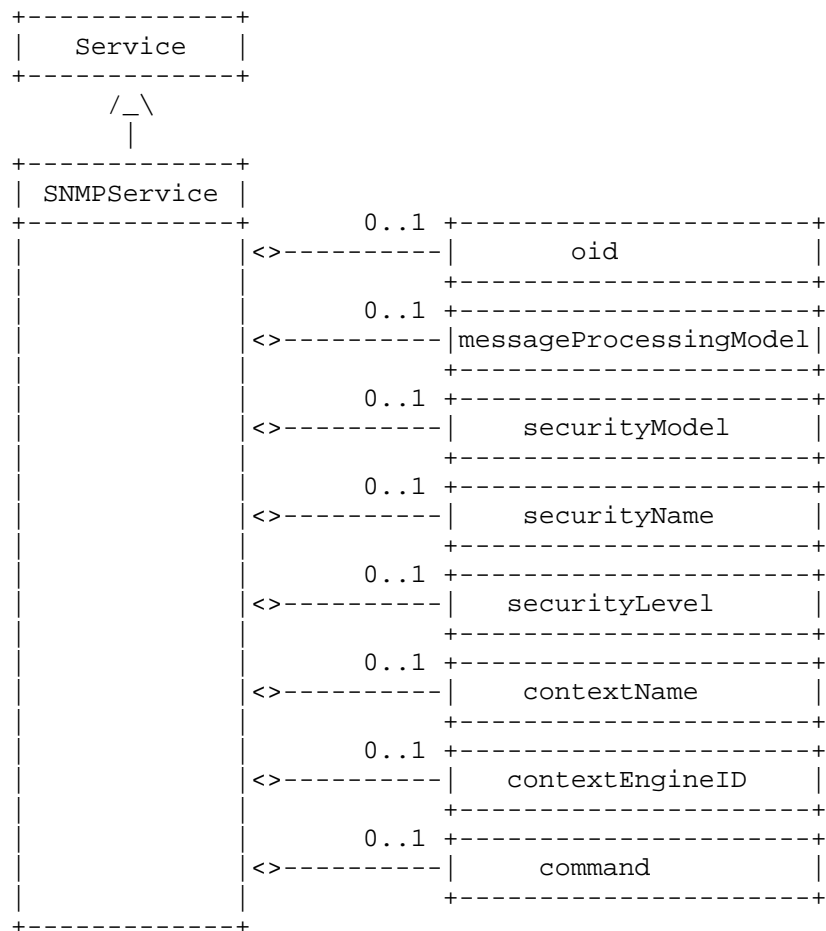 Service
SNMPService
0..1
oid
0..1
messageProcessingModel
0..1
securityModel
0..1
securityName
0..1
securityLevel
0..1
contextName
0..1
contextEngineID
0..1
command